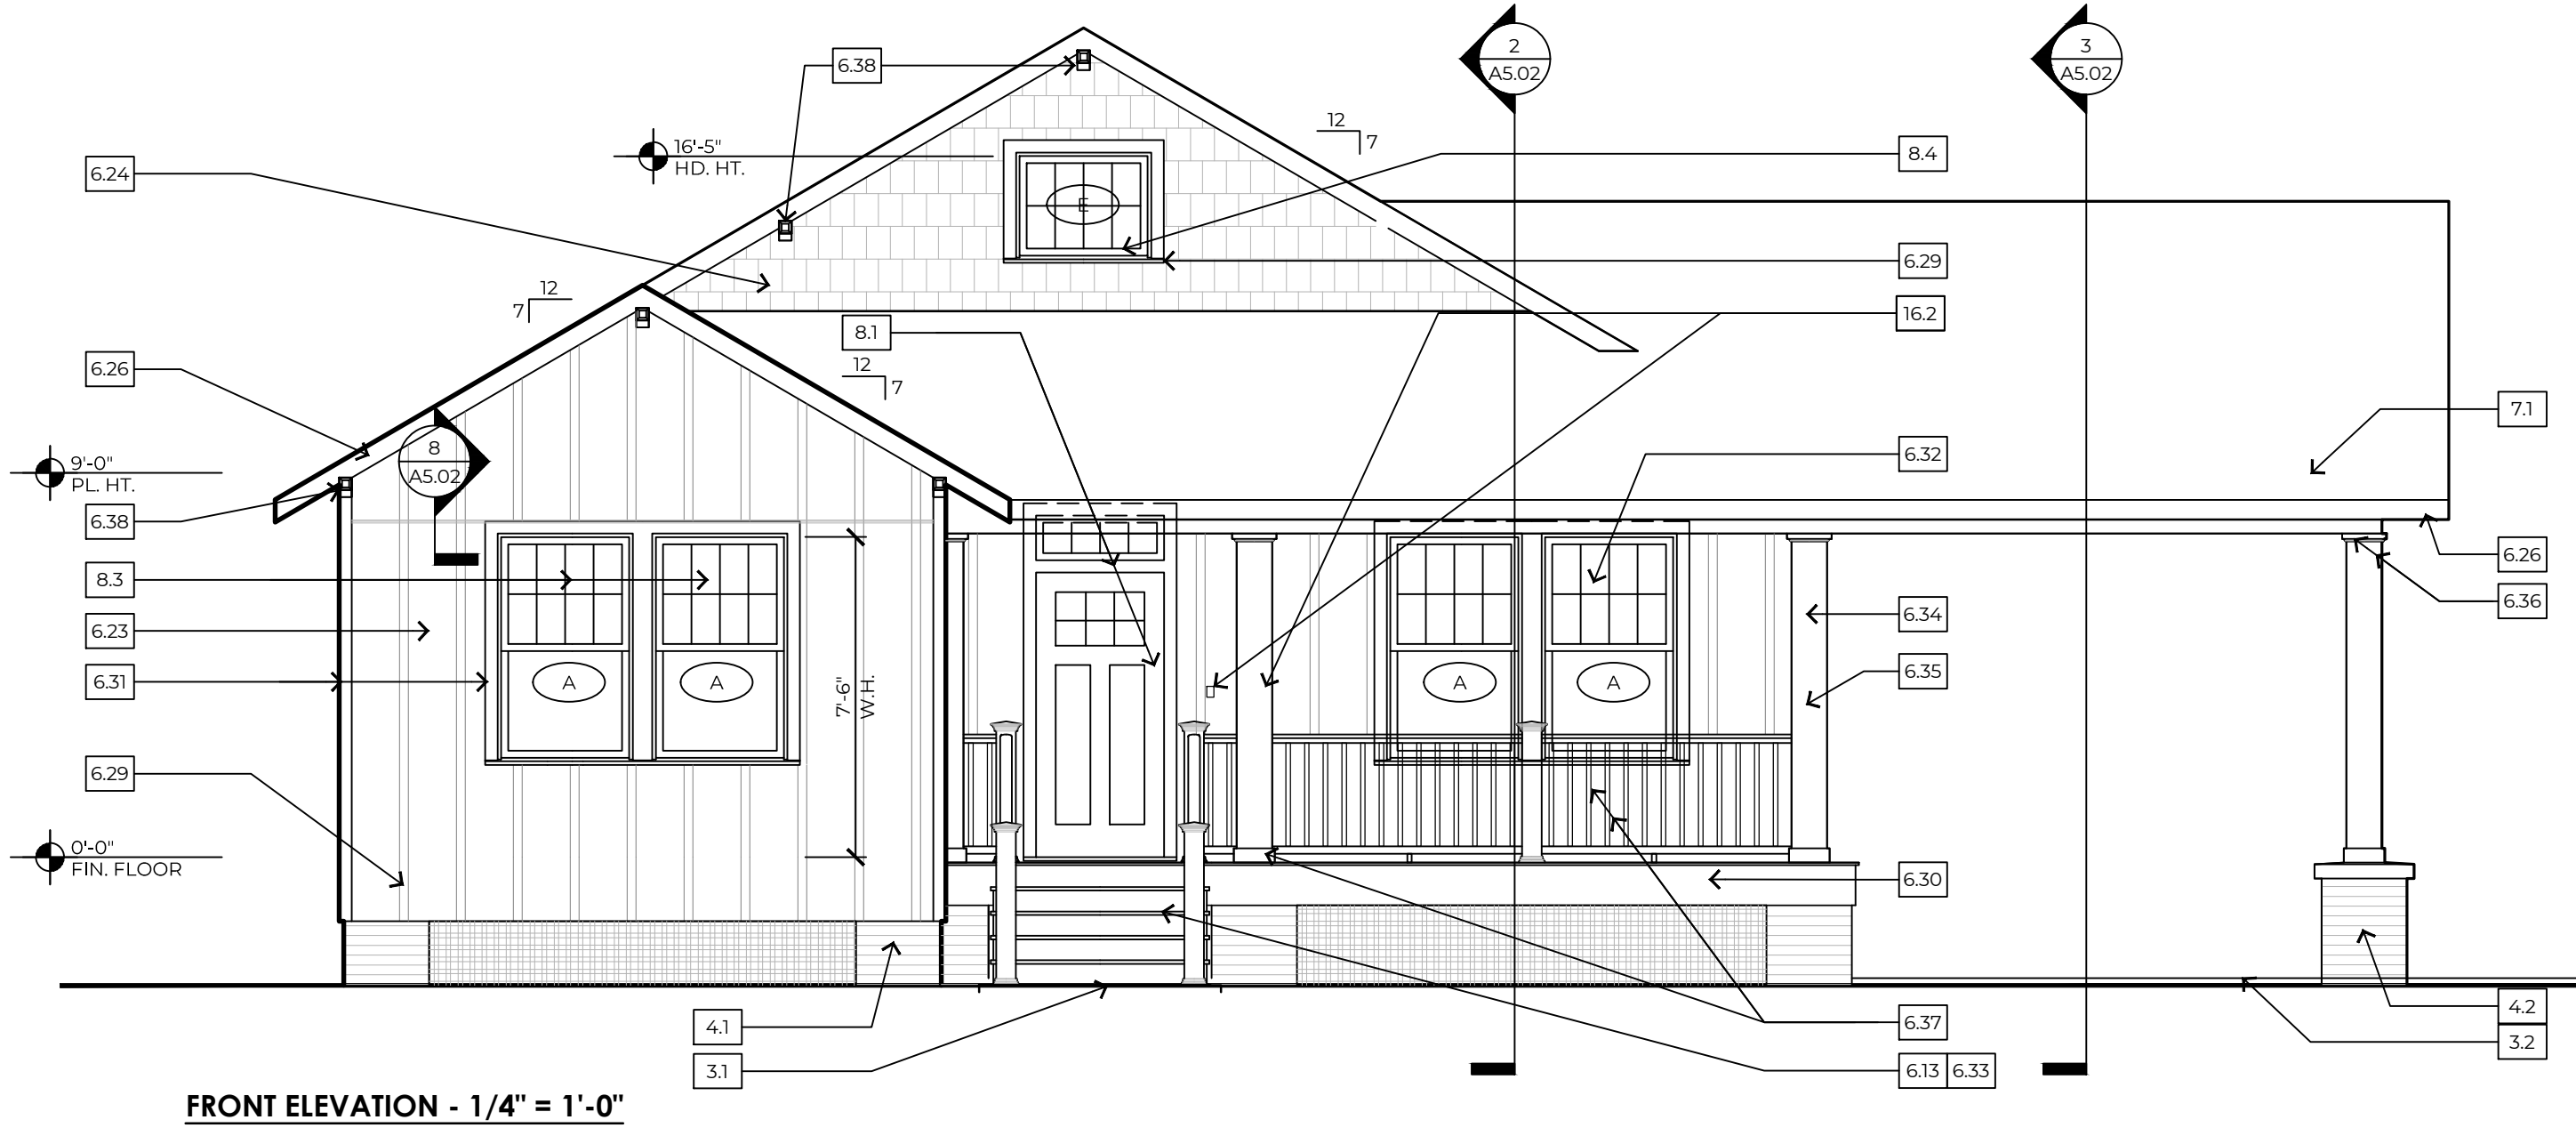 2
A5.02
3
A5.02
6.38
12
7
16'-5"
HD. HT.
8.4
6.24
E
6.29
12
7
16.2
8.1
12
7
6.26
7.1
8
A5.02
6.32
9'-0"
PL. HT.
6.38
6.26
8.3
6.36
6.34
6.23
6.35
6.31
A
A
A
A
7'-6"
W.H.
6.29
0'-0"
FIN. FLOOR
6.30
4.2
4.1
6.37
3.2
3.1
6.13 6.33
FRONT ELEVATION - 1/4" = 1'-0"